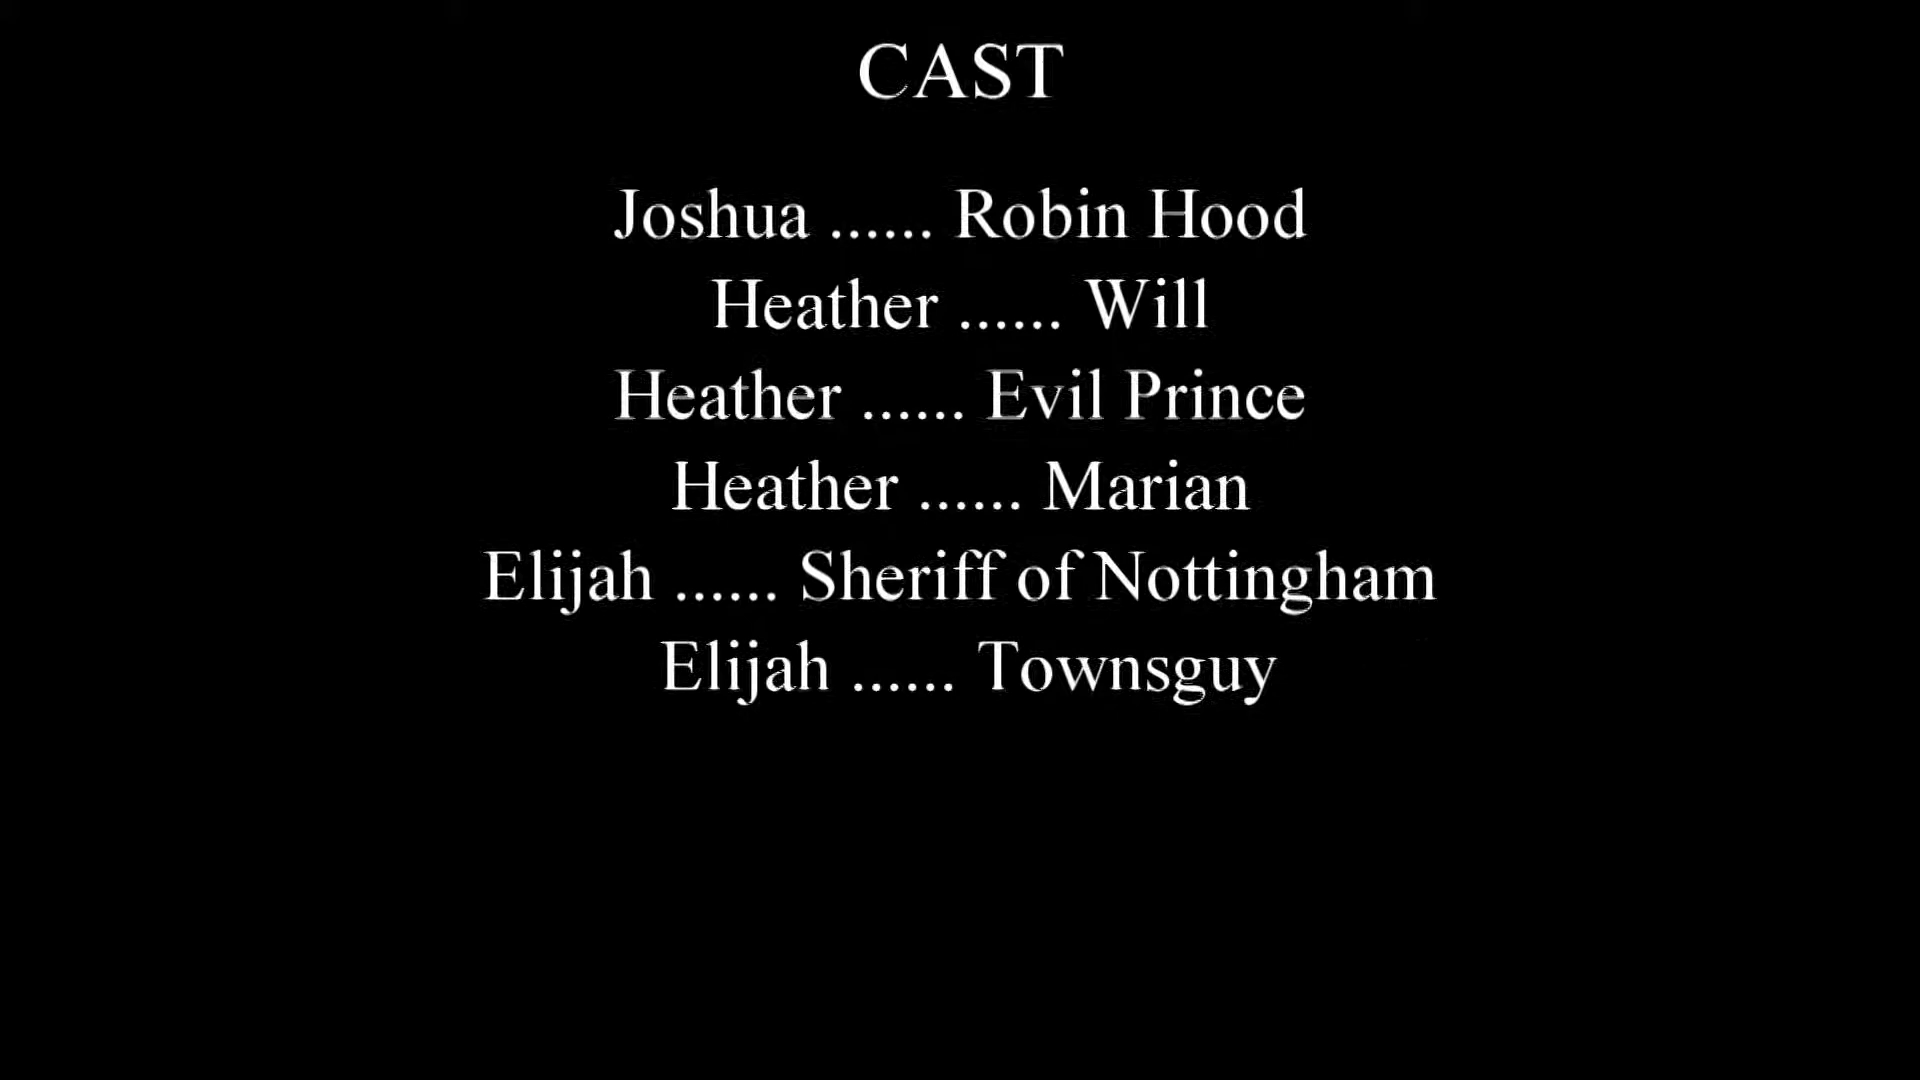 CAST
Joshua ...... Robin Hood
Heather ...... Will
Heather ...... Evil Prince
Heather ...... Marian
Elijah ...... Sheriff of Nottingham
Elijah ...... Townsguy